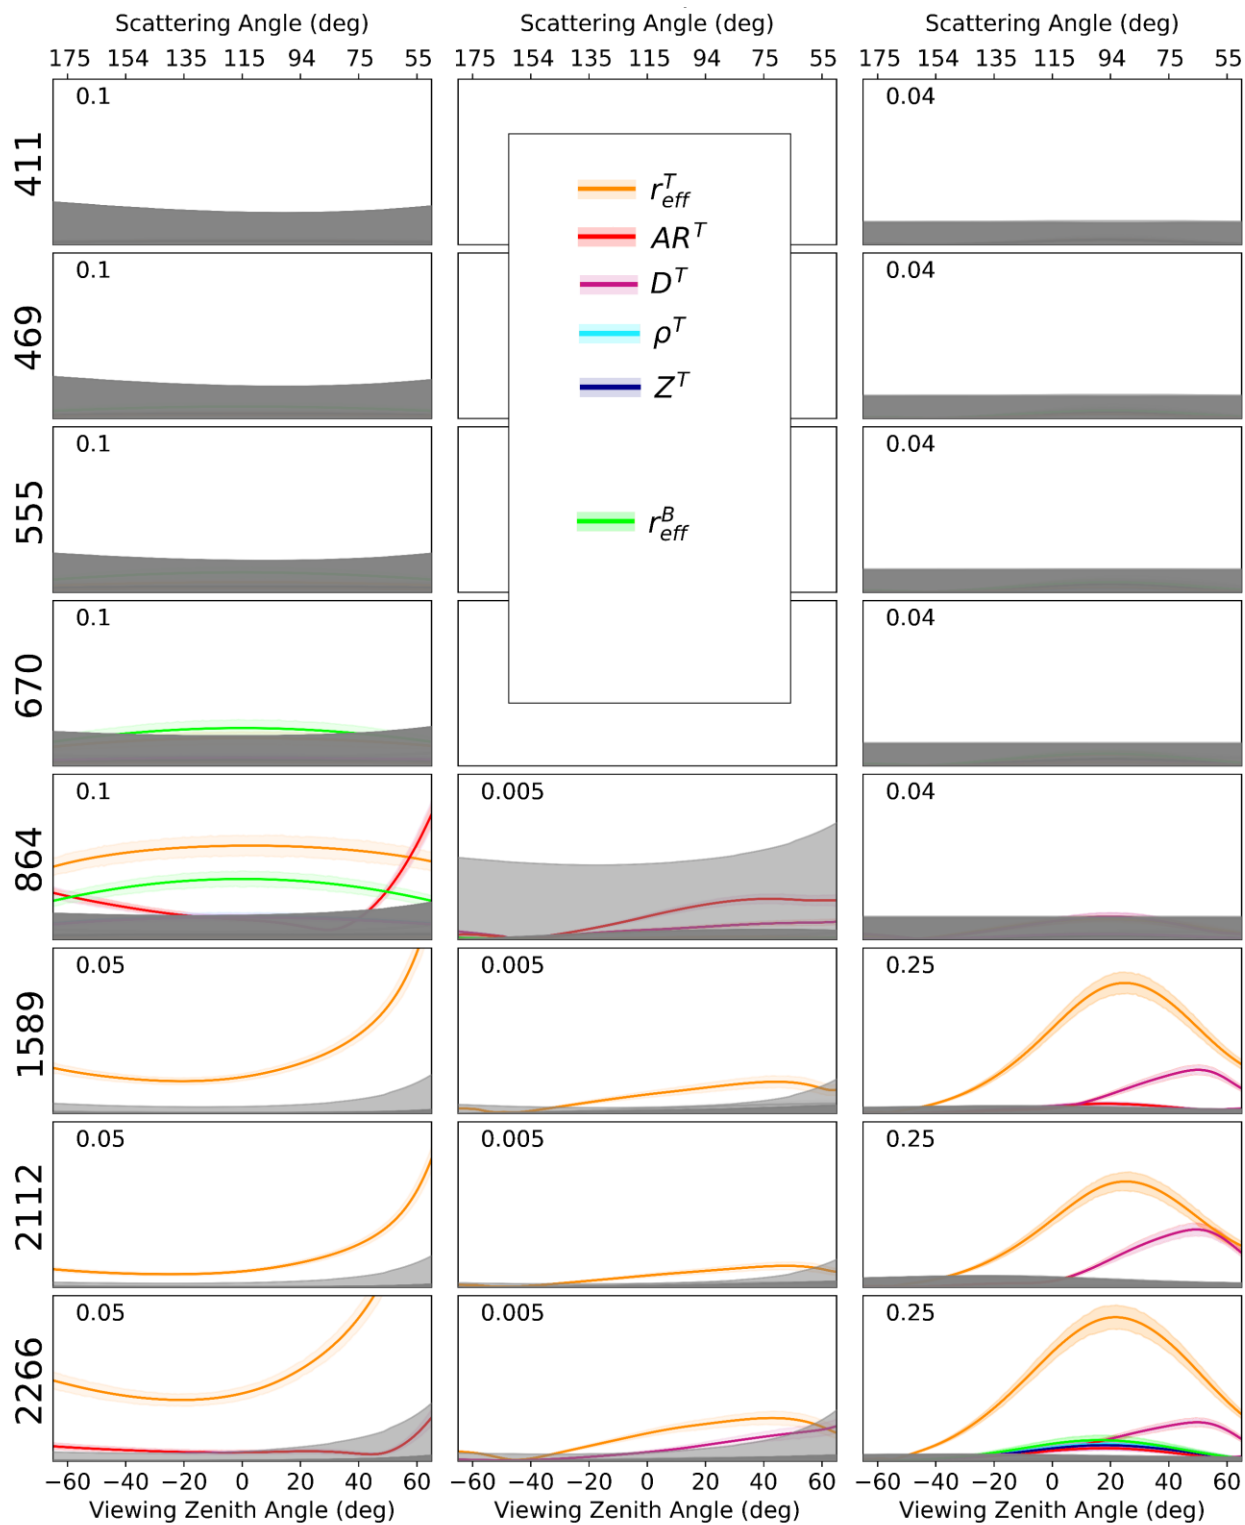 Scattering Angle (deg) Scattering Angle (deg) Scattering Angle (deg)
175 154 135 115 94 75 55 175 154 135 115 94 75 55 175 154 135 115 94 75 55
411 0.1 0.04
r_eff^T
AR^T
469 0.1 D^T 0.04
ρ^T
Z^T
555 0.1 0.04
r_eff^B
670 0.1 0.04
864 0.1 0.005 0.04
1589 0.05 0.005 0.25
2112 0.05 0.005 0.25
2266 0.05 0.005 0.25
−60 −40 −20 0 20 40 60 −60 −40 −20 0 20 40 60 −60 −40 −20 0 20 40 60
Viewing Zenith Angle (deg) Viewing Zenith Angle (deg) Viewing Zenith Angle (deg)